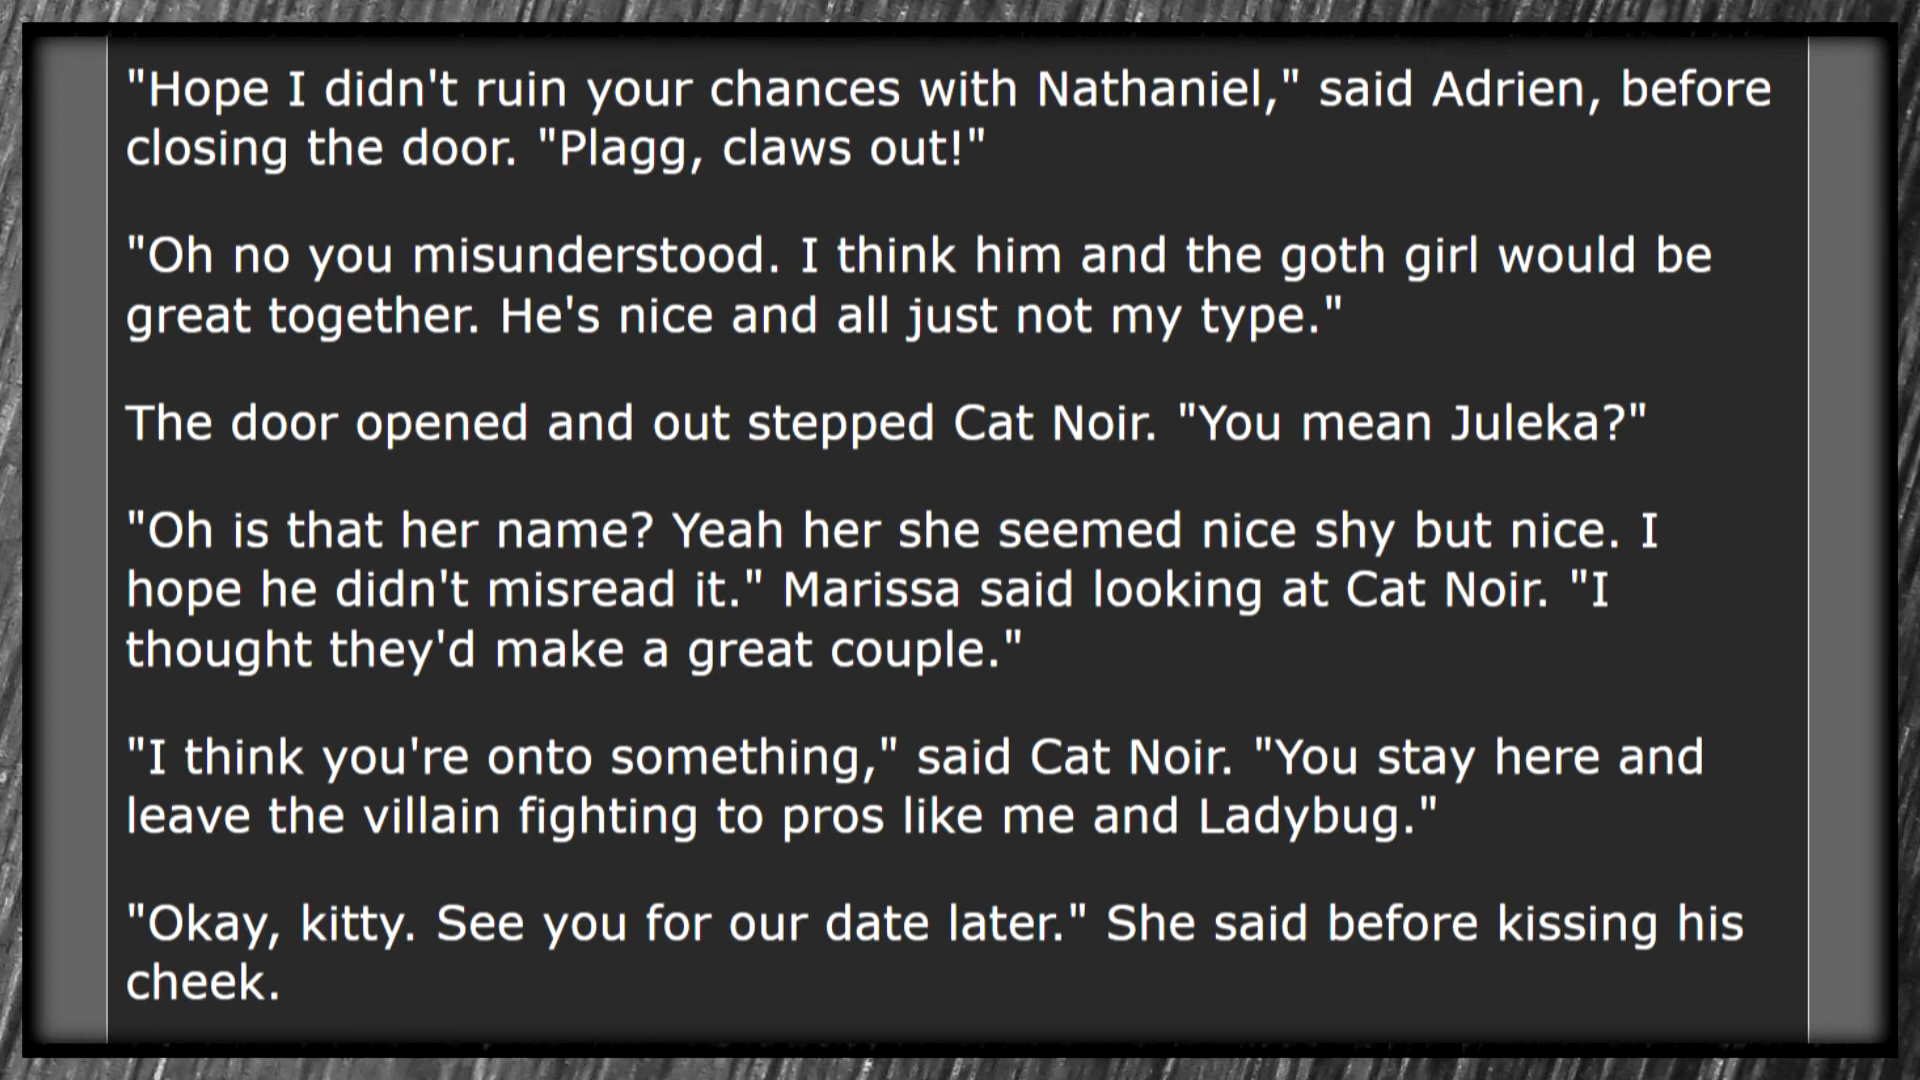 "Hope I didn't ruin your chances with Nathaniel," said Adrien, before
closing the door. "Plagg, claws out!"
"Oh no you misunderstood. I think him and the goth girl would be
great together. He's nice and all just not my type."
The door opened and out stepped Cat Noir. "You mean Juleka?"
"Oh is that her name? Yeah her she seemed nice shy but nice. I
hope he didn't misread it." Marissa said looking at Cat Noir. "I
thought they'd make a great couple."
"I think you're onto something," said Cat Noir. "You stay here and
leave the villain fighting to pros like me and Ladybug."
"Okay, kitty. See you for our date later." She said before kissing his
cheek.